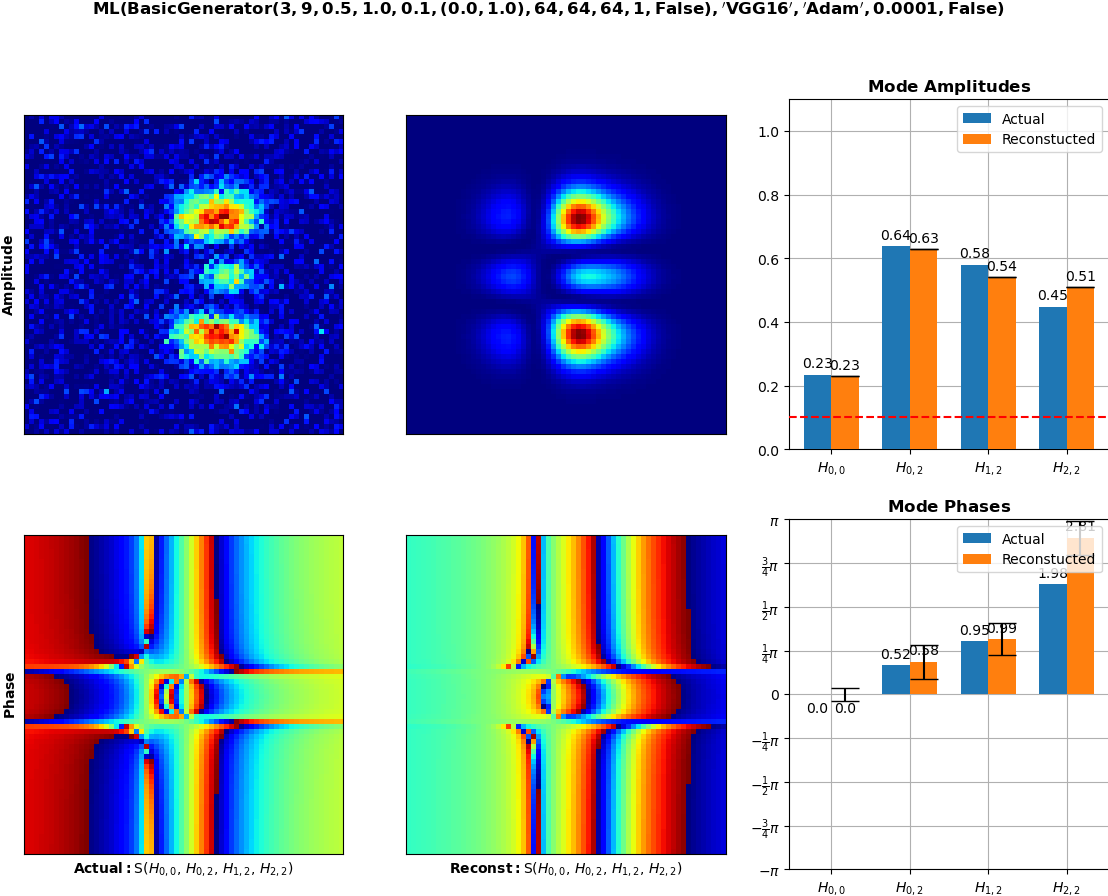 ML(BasicGenerator(3, 9, 0.5, 1.0, 0.1, (0.0, 1.0), 64, 64, 64, 1, False), ′VGG16′, ′Adam′, 0.0001, False)
Amplitude
Mode Amplitudes
Actual
Reconstucted
1.0
0.8
0.6
0.4
0.2
0.0
0.23
0.23
0.64
0.63
0.58
0.54
0.45
0.51
H0,0
H0,2
H1,2
H2,2
Phase
Actual: S(H0,0, H0,2, H1,2, H2,2)
Reconst: S(H0,0, H0,2, H1,2, H2,2)
Mode Phases
Actual
Reconstucted
π
3/4π
1/2π
1/4π
0
−1/4π
−1/2π
−3/4π
−π
0.0
0.0
0.52
0.58
0.95
0.99
1.98
2.81
H0,0
H0,2
H1,2
H2,2